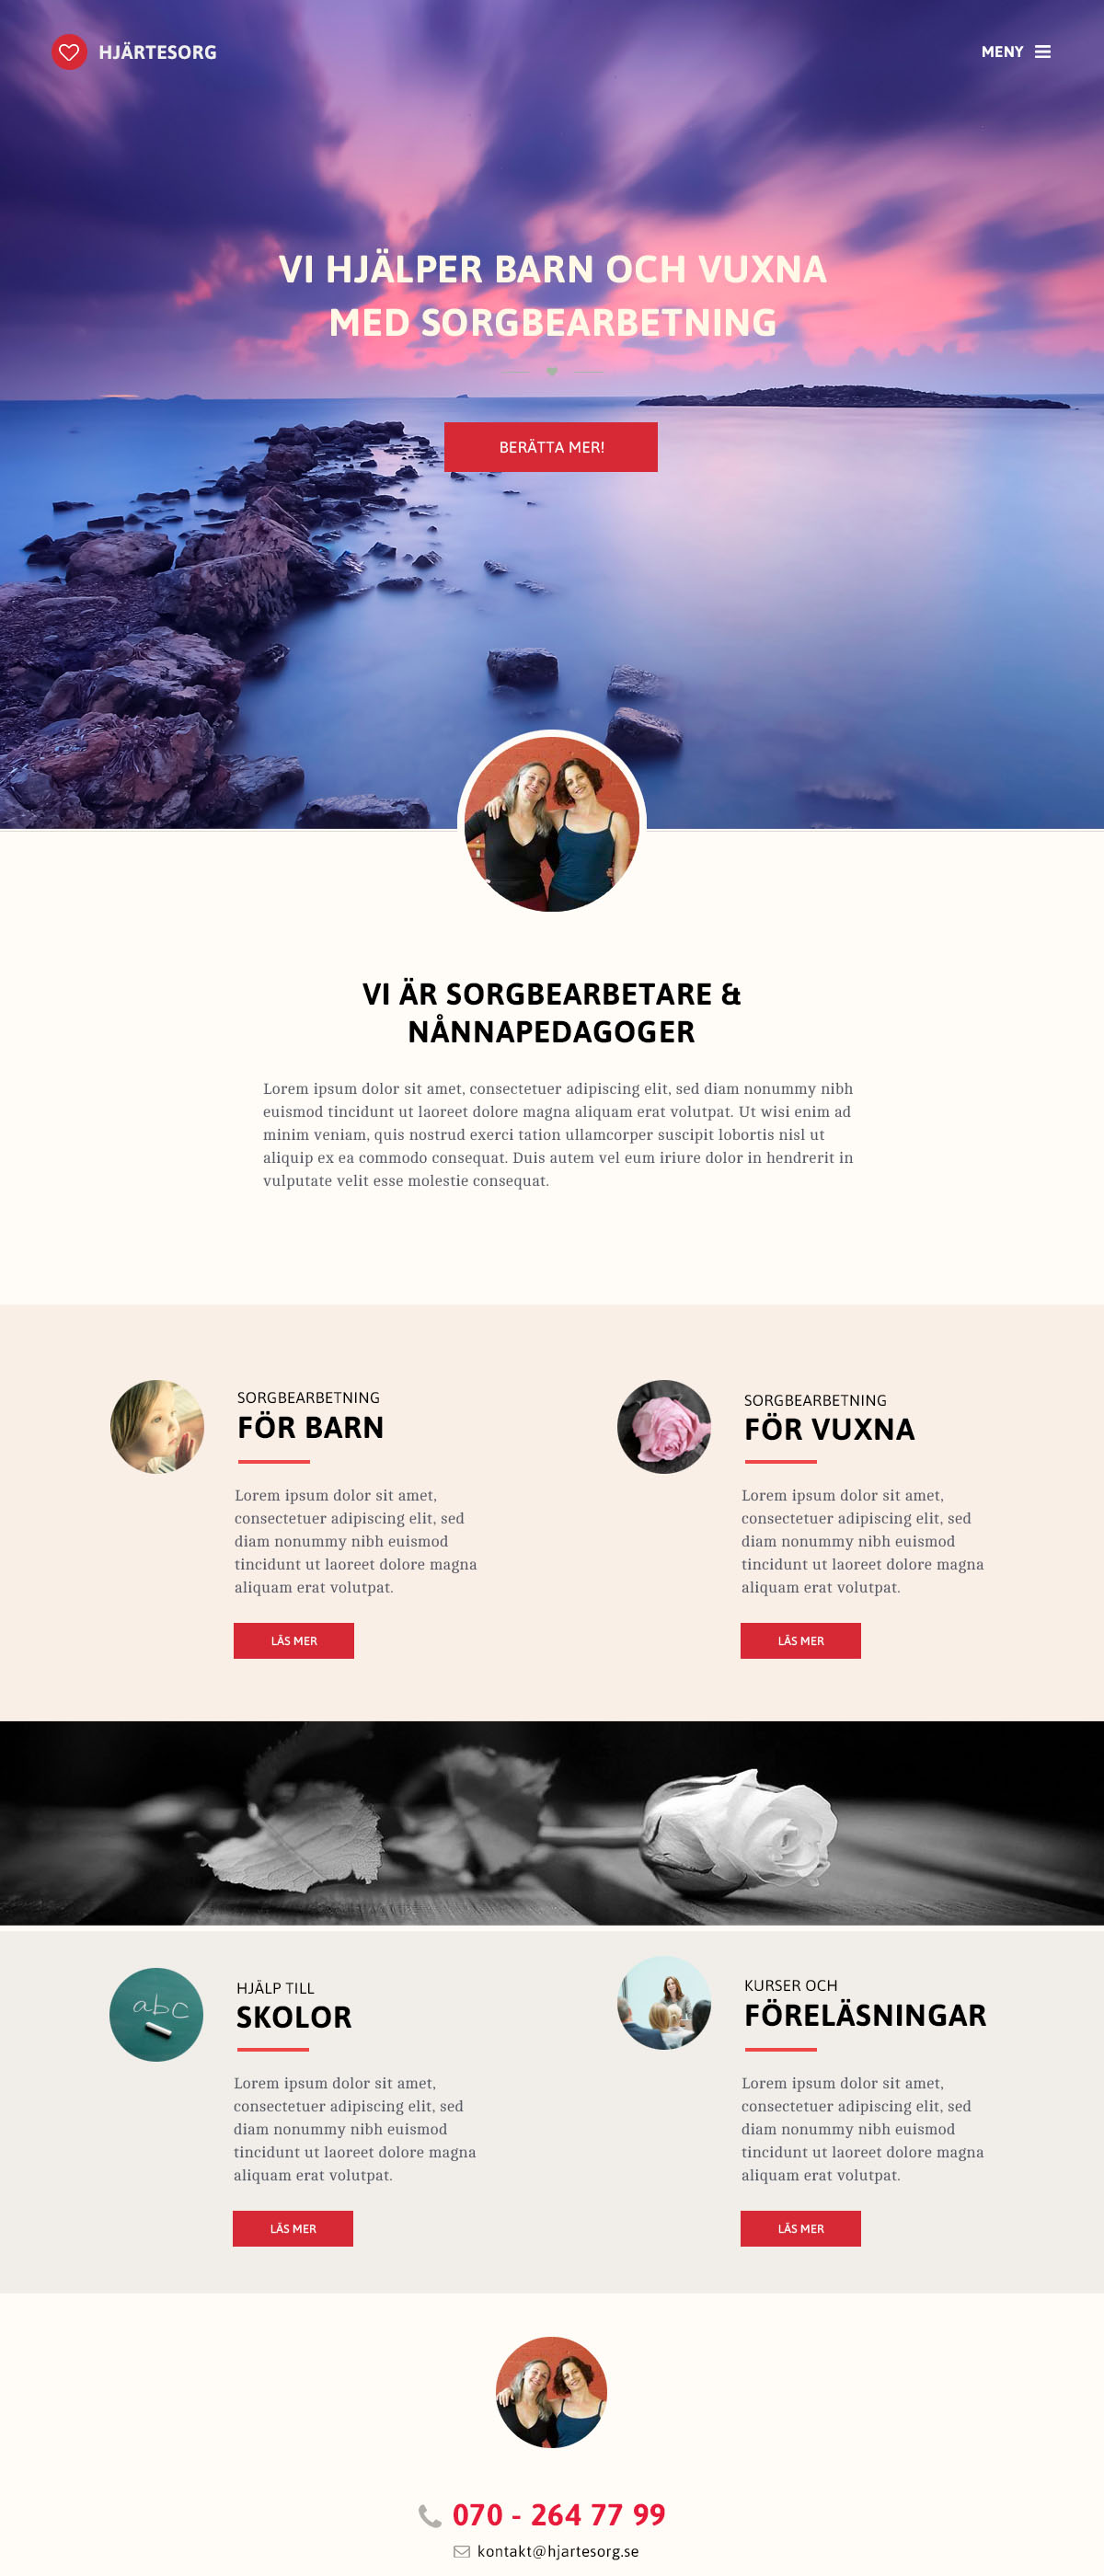 HJÄRTESORG
MENY
VI HJÄLPER BARN OCH VUXNA
MED SORGBEARBETNING
BERÄTTA MER!
VI ÄR SORGBEARBETARE &
NÅNNAPEDAGOGER
Lorem ipsum dolor sit amet, consectetuer adipiscing elit, sed diam nonummy nibh
euismod tincidunt ut laoreet dolore magna aliquam erat volutpat. Ut wisi enim ad
minim veniam, quis nostrud exerci tation ullamcorper suscipit lobortis nisl ut
aliquip ex ea commodo consequat. Duis autem vel eum iriure dolor in hendrerit in
vulputate velit esse molestie consequat.
SORGBEARBETNING
FÖR BARN
Lorem ipsum dolor sit amet,
consectetuer adipiscing elit, sed
diam nonummy nibh euismod
tincidunt ut laoreet dolore magna
aliquam erat volutpat.
LÄS MER
SORGBEARBETNING
FÖR VUXNA
Lorem ipsum dolor sit amet,
consectetuer adipiscing elit, sed
diam nonummy nibh euismod
tincidunt ut laoreet dolore magna
aliquam erat volutpat.
LÄS MER
abc
HJÄLP TILL
SKOLOR
Lorem ipsum dolor sit amet,
consectetuer adipiscing elit, sed
diam nonummy nibh euismod
tincidunt ut laoreet dolore magna
aliquam erat volutpat.
LÄS MER
KURSER OCH
FÖRELÄSNINGAR
Lorem ipsum dolor sit amet,
consectetuer adipiscing elit, sed
diam nonummy nibh euismod
tincidunt ut laoreet dolore magna
aliquam erat volutpat.
LÄS MER
070 - 264 77 99
kontakt@hjartesorg.se